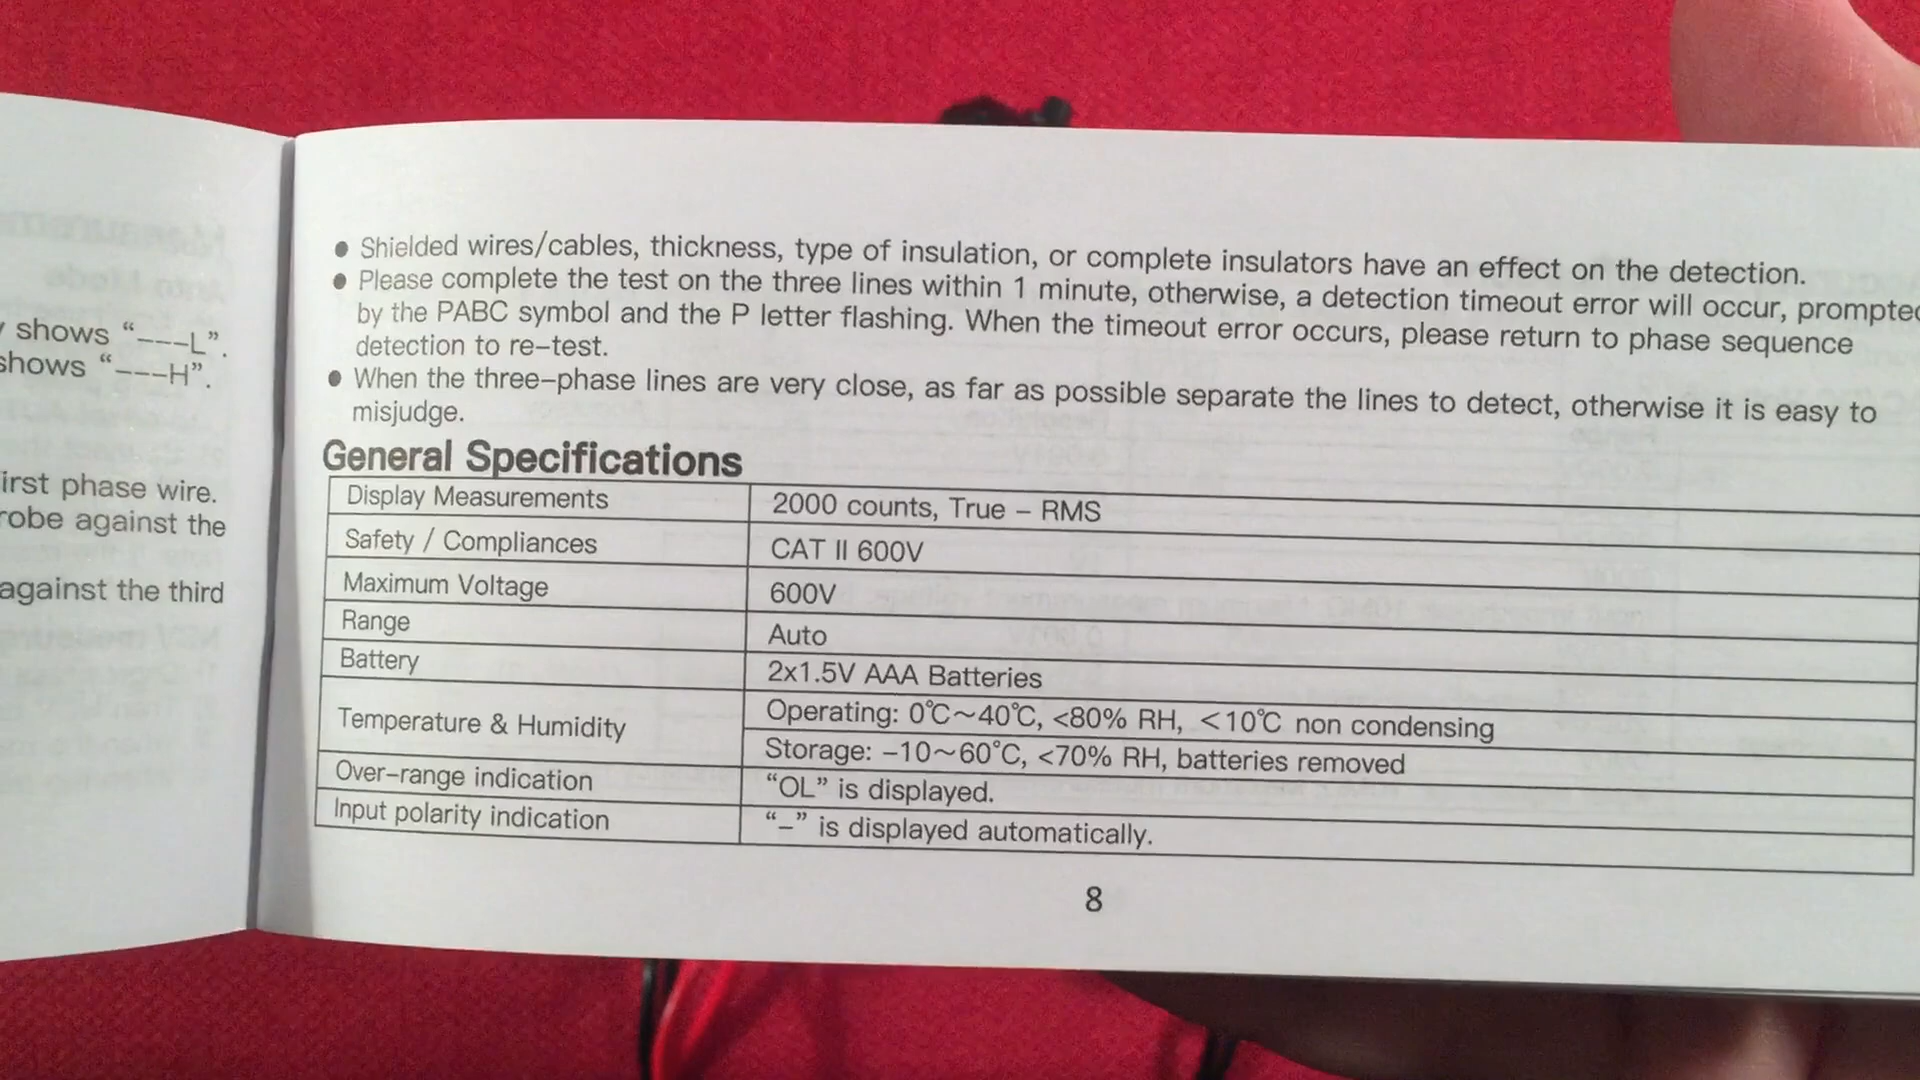 shows “---L”.
shows “---H”.
irst phase wire.
robe against the
against the third
● Shielded wires/cables, thickness, type of insulation, or complete insulators have an effect on the detection.
● Please complete the test on the three lines within 1 minute, otherwise, a detection timeout error will occur, prompted
by the PABC symbol and the P letter flashing. When the timeout error occurs, please return to phase sequence
detection to re-test.
● When the three-phase lines are very close, as far as possible separate the lines to detect, otherwise it is easy to
misjudge.
General Specifications
Display Measurements 2000 counts, True - RMS
Safety / Compliances CAT II 600V
Maximum Voltage 600V
Range Auto
Battery 2x1.5V AAA Batteries
Temperature & Humidity Operating: 0℃~40℃, <80% RH, <10℃ non condensing
Storage: -10~60℃, <70% RH, batteries removed
Over-range indication “OL” is displayed.
Input polarity indication “-” is displayed automatically.
8